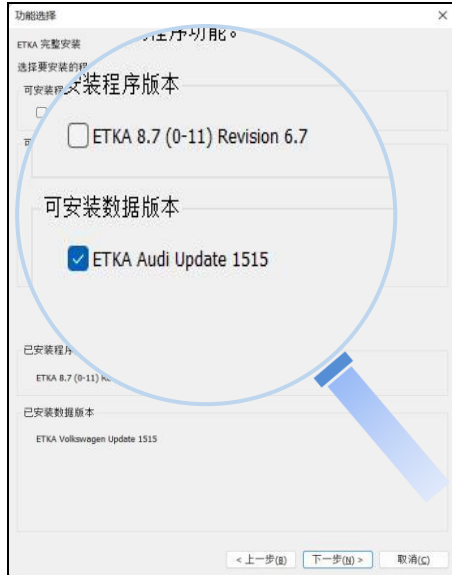 功能选择
ETKA 完整安装
选择要安装的程
程序功能。
可安装程
安装程序版本
ETKA 8.7 (0-11) Revision 6.7
可安装数据版本
ETKA Audi Update 1515
已安装程序
ETKA 8.7 (0-11) Re
已安装数据版本
ETKA Volkswagen Update 1515
< 上一步(B)
下一步(N) >
取消(C)